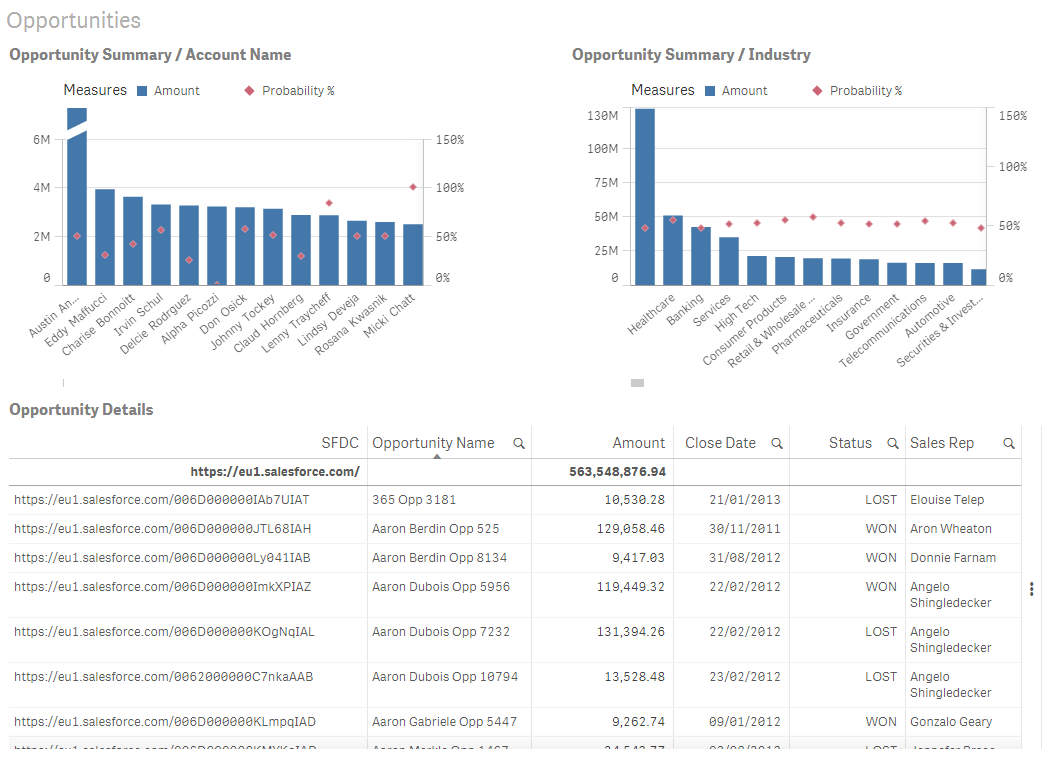 Opportunities
Opportunity Summary / Account Name
Measures Amount Probability %
6M
4M
2M
0
150%
100%
50%
0%
Austin An...
Eddy Maffucci
Charlise Bonnoitt
Irvin Schul
Delcie Rodrguez
Alpha Picozzi
Don Osick
Johnny Tockey
Claud Hornberg
Lenny Traycheff
Lindsy Deveja
Rosana Kwasnik
Micki Chatt
Opportunity Summary / Industry
Measures Amount Probability %
130M
100M
75M
50M
25M
0
150%
100%
50%
0%
Healthcare
Banking
Services
High Tech
Consumer Products
Retail & Wholesale ...
Pharmaceuticals
Insurance
Government
Telecommunications
Automotive
Securities & Invest...
Opportunity Details
SFDC Opportunity Name Amount Close Date Status Sales Rep
https://eu1.salesforce.com/ 563,548,876.94
https://eu1.salesforce.com/006D000000IAb7UIAT 365 Opp 3181 10,530.28 21/01/2013 LOST Elouise Telep
https://eu1.salesforce.com/006D000000JTL68IAH Aaron Berdin Opp 525 129,058.46 30/11/2011 WON Aron Wheaton
https://eu1.salesforce.com/006D000000Ly041IAB Aaron Berdin Opp 8134 9,417.03 31/08/2012 WON Donnie Farnam
https://eu1.salesforce.com/006D000000ImkXPIAZ Aaron Dubois Opp 5956 119,449.32 22/02/2012 WON Angelo
Shingledecker
https://eu1.salesforce.com/006D000000KOgNqIAL Aaron Dubois Opp 7232 131,394.26 22/02/2012 LOST Angelo
Shingledecker
https://eu1.salesforce.com/0062000000C7nkaAAB Aaron Dubois Opp 10794 13,528.48 23/02/2012 LOST Angelo
Shingledecker
https://eu1.salesforce.com/006D000000KLmpqIAD Aaron Gabriele Opp 5447 9,262.74 09/01/2012 WON Gonzalo Geary